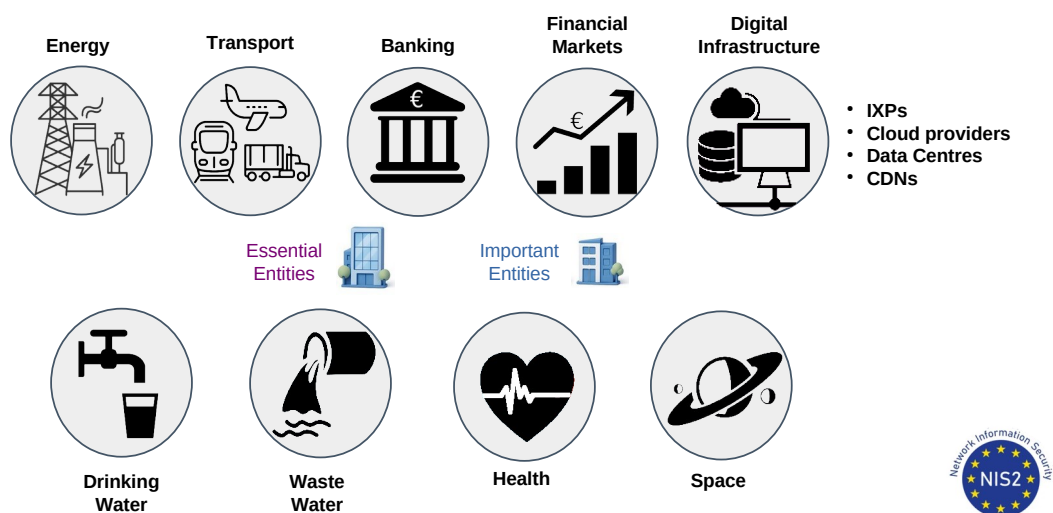 Energy
Transport
Banking
Financial
Markets
Digital
Infrastructure
€
€
• IXPs
• Cloud providers
• Data Centres
• CDNs
Essential
Entities
Important
Entities
Drinking
Water
Waste
Water
Health
Space
Network Information Security
NIS2